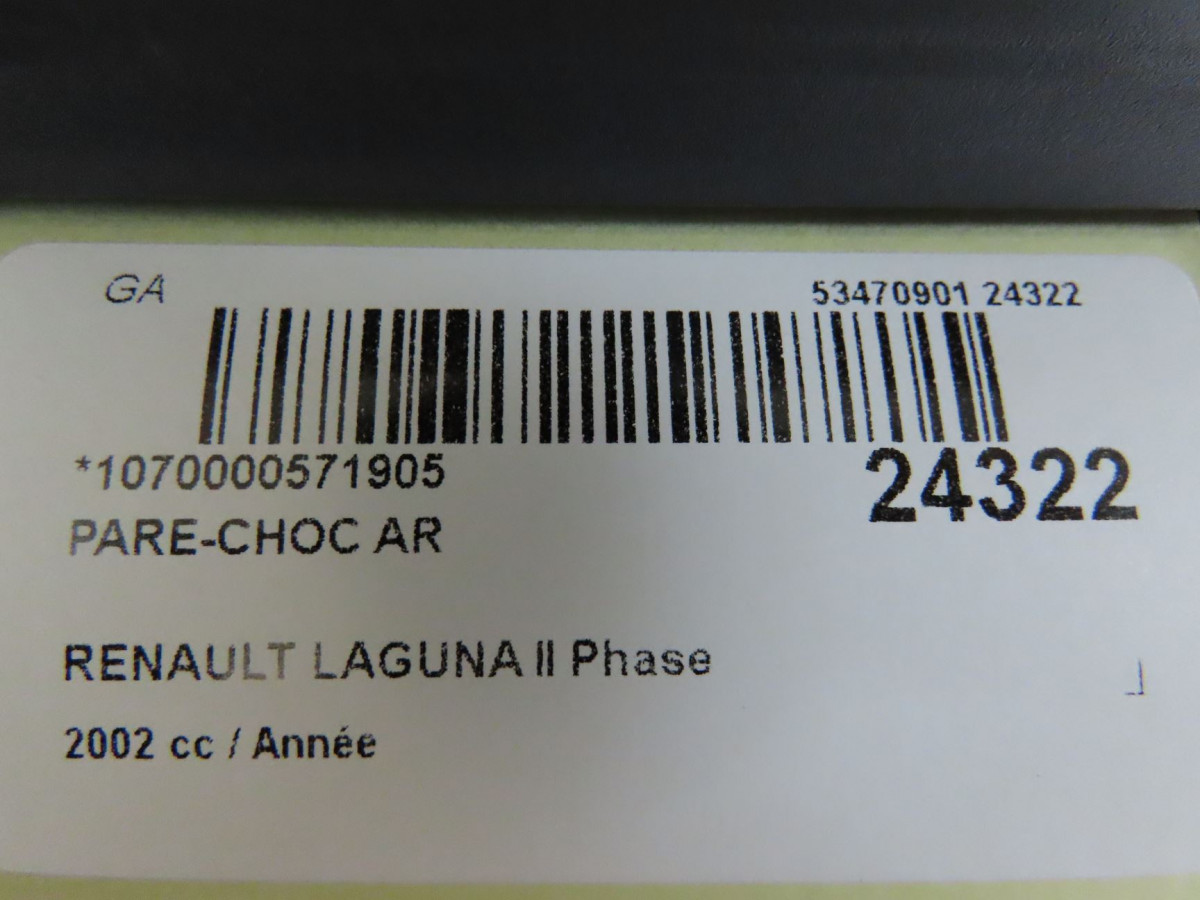 GA
53470901 24322
*1070000571905
24322
PARE-CHOC AR
RENAULT LAGUNA II Phase
2002 cc / Année